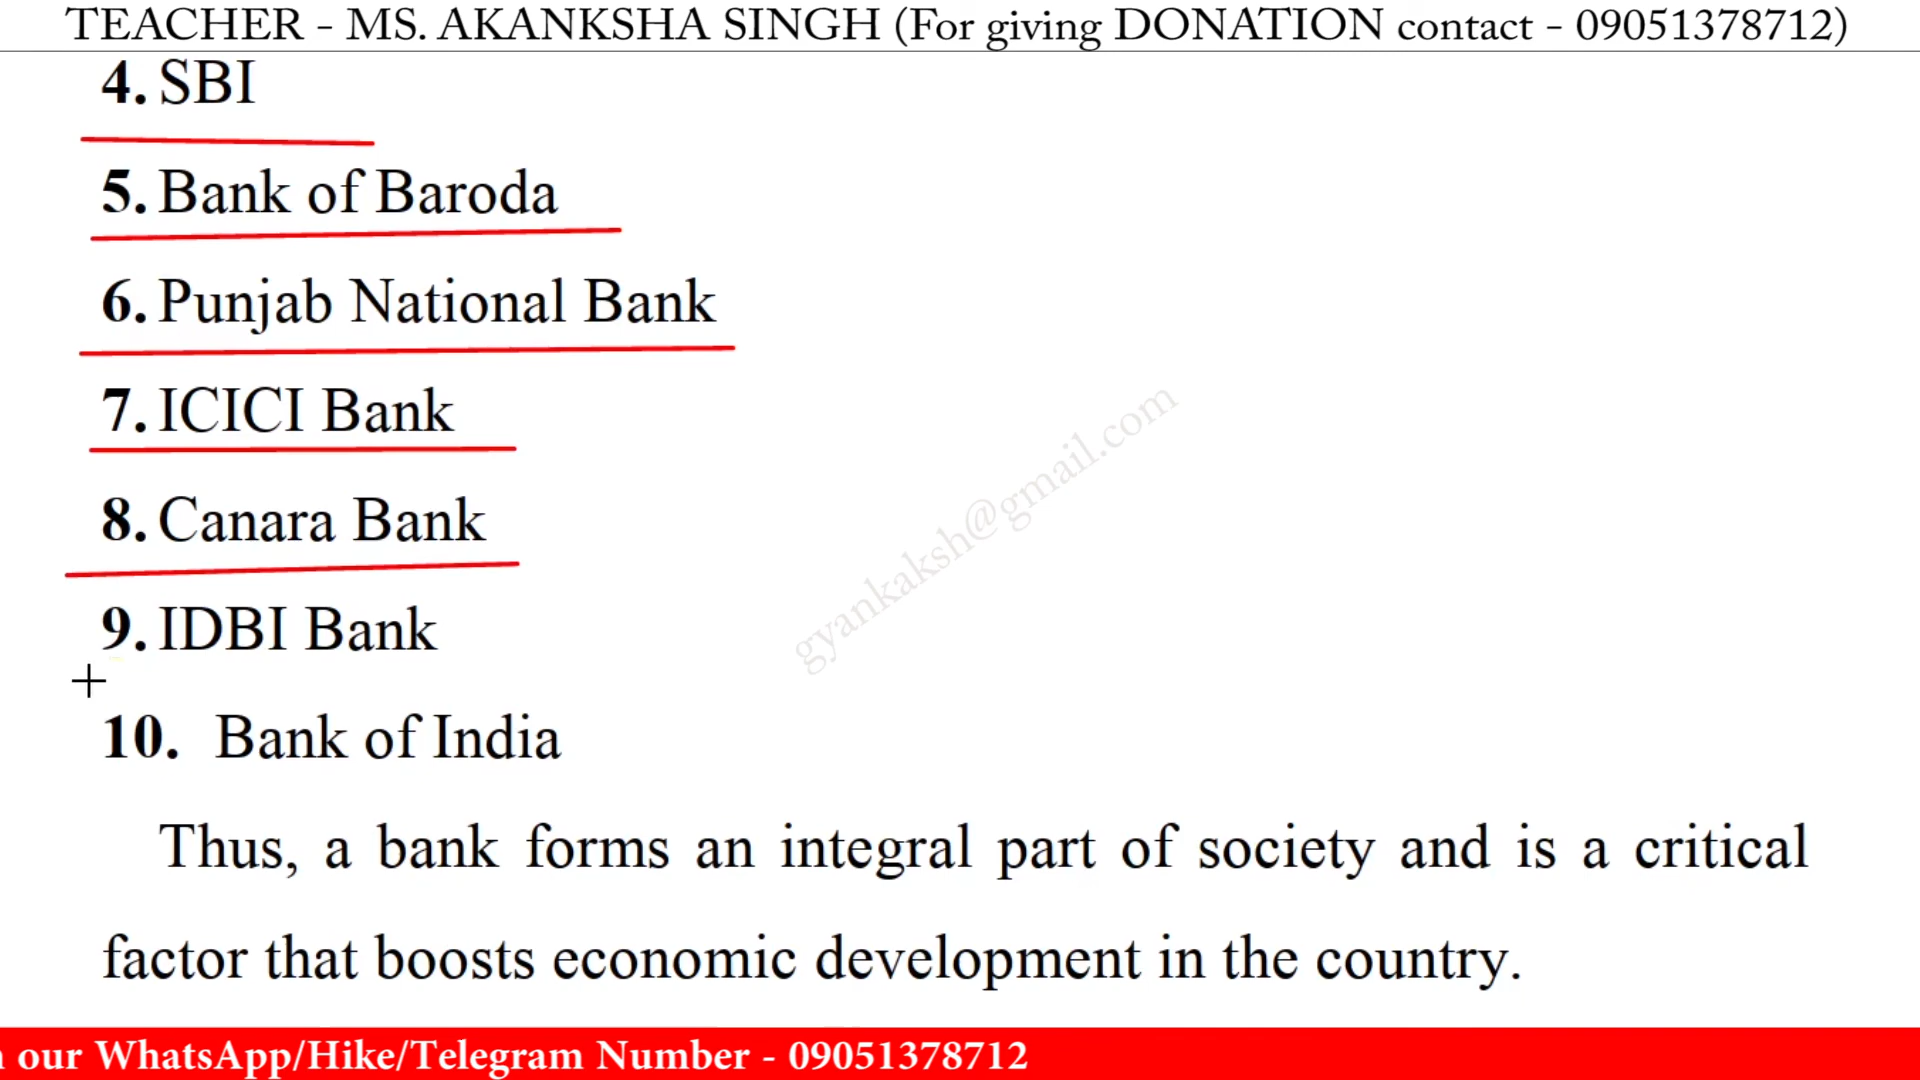 TEACHER - MS. AKANKSHA SINGH (For giving DONATION contact - 09051378712)
4. SBI
5. Bank of Baroda
6. Punjab National Bank
7. ICICI Bank
8. Canara Bank
9. IDBI Bank
10. Bank of India
Thus, a bank forms an integral part of society and is a critical
factor that boosts economic development in the country.
gyankaksh@gmail.com
our WhatsApp/Hike/Telegram Number - 09051378712